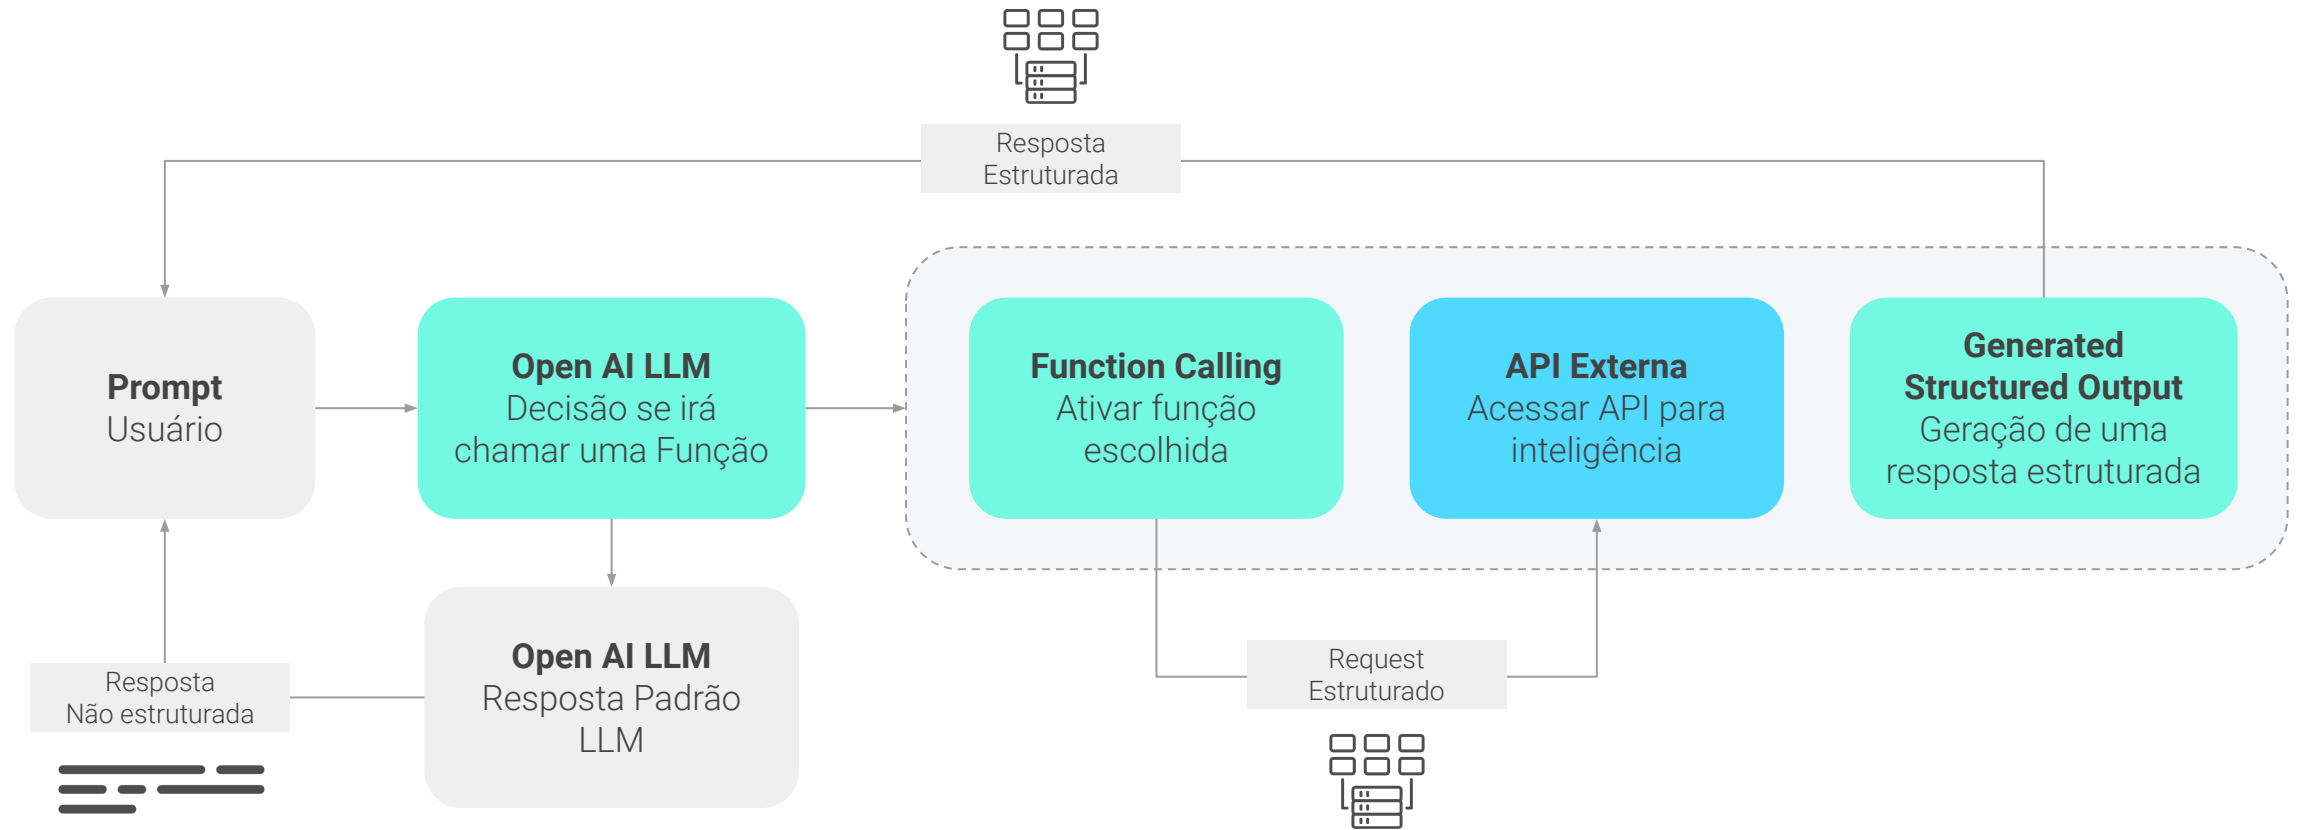 Resposta
Estruturada
Prompt
Usuário
Open AI LLM
Decisão se irá
chamar uma Função
Function Calling
Ativar função
escolhida
API Externa
Acessar API para
inteligência
Generated
Structured Output
Geração de uma
resposta estruturada
Resposta
Não estruturada
Open AI LLM
Resposta Padrão
LLM
Request
Estruturado